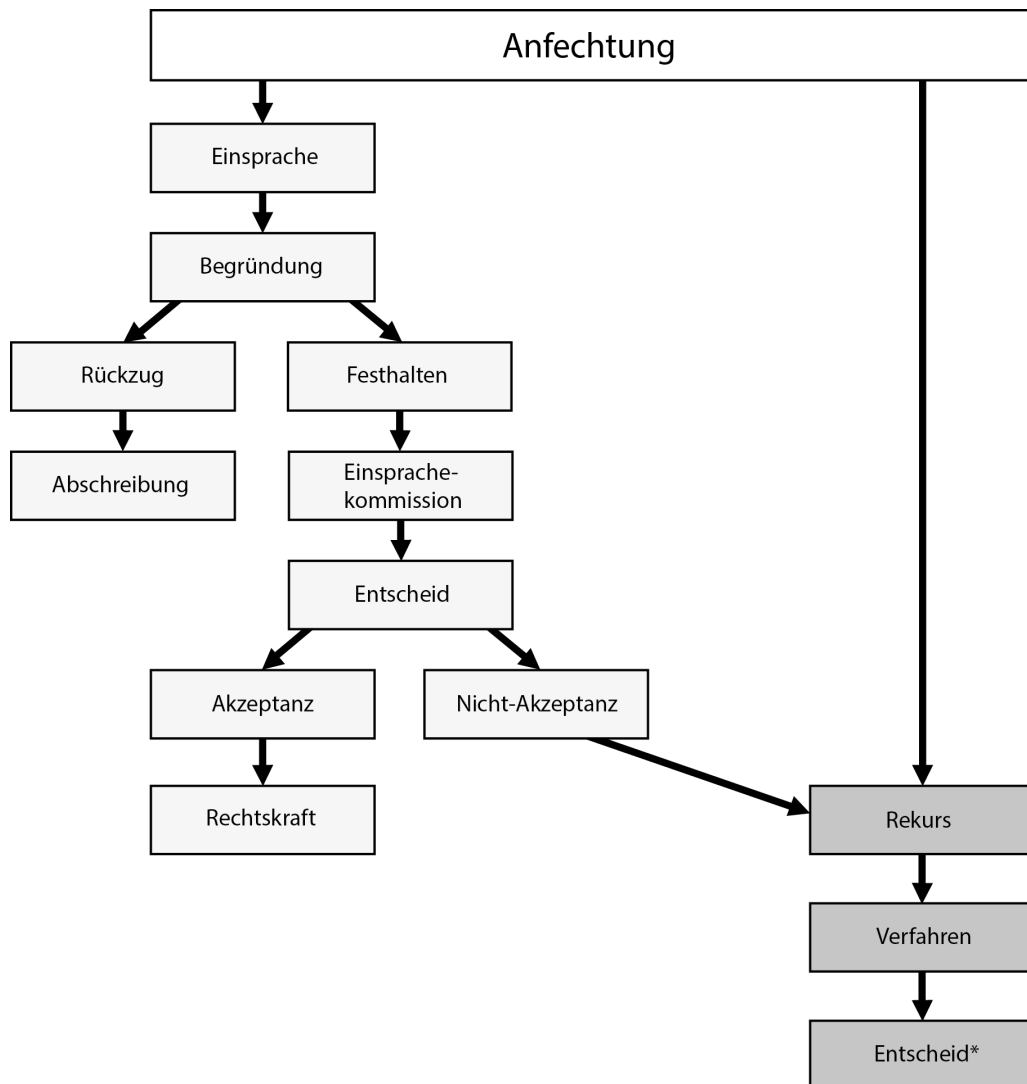 Anfechtung
Einsprache
Begründung
Rückzug
Festhalten
Abschreibung
Einsprache-
kommission
Entscheid
Akzeptanz
Nicht-Akzeptanz
Rechtskraft
Rekurs
Verfahren
Entscheid*